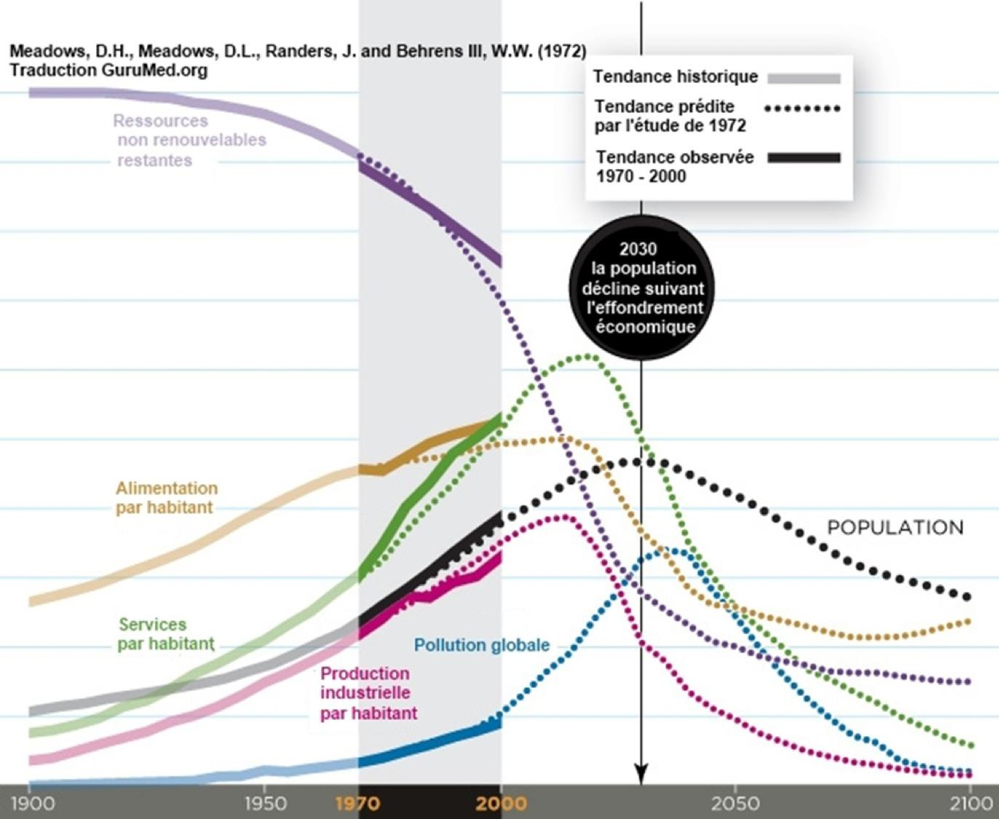 Meadows, D.H., Meadows, D.L., Randers, J. and Behrens III, W.W. (1972)
Traduction GuruMed.org
Tendance historique
Tendance prédite
par l'étude de 1972
Tendance observée
1970 - 2000
Ressources
non renouvelables
restantes
2030
la population
décline suivant
l'effondrement
économique
Alimentation
par habitant
POPULATION
Services
par habitant
Pollution globale
Production
industrielle
par habitant
1900 1950 1970 2000 2050 2100